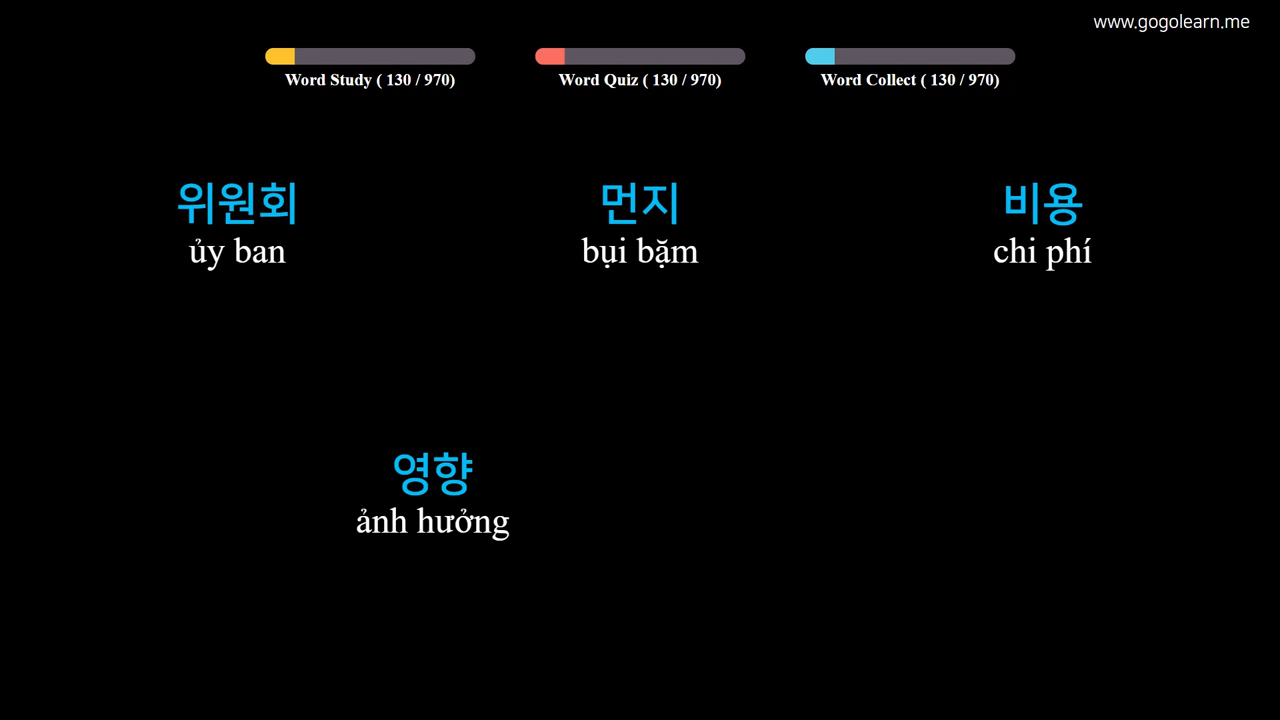 www.gogolearn.me
Word Study ( 130 / 970)
Word Quiz ( 130 / 970)
Word Collect ( 130 / 970)
위원회
ủy ban
먼지
bụi bặm
비용
chi phí
영향
ảnh hưởng